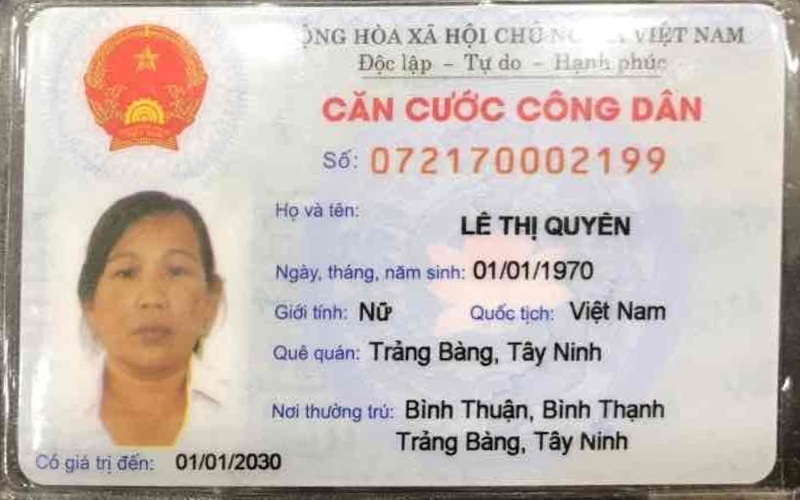 CỘNG HÒA XÃ HỘI CHỦ NGHĨA VIỆT NAM
Độc lập - Tự do - Hạnh phúc
CĂN CƯỚC CÔNG DÂN
Số: 072170002199
Họ và tên: LÊ THỊ QUYÊN
Ngày, tháng, năm sinh: 01/01/1970
Giới tính: Nữ Quốc tịch: Việt Nam
Quê quán: Trảng Bàng, Tây Ninh
Nơi thường trú: Bình Thuận, Bình Thạnh
Trảng Bàng, Tây Ninh
Có giá trị đến: 01/01/2030